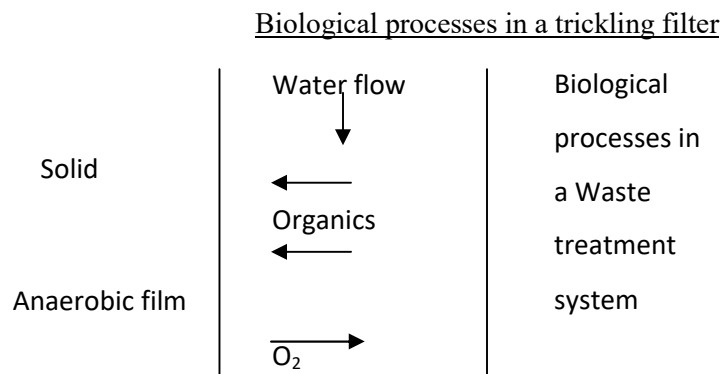 Biological processes in a trickling filter
Water flow
Solid
Organics
Anaerobic film
O₂
Biological
processes in
a Waste
treatment
system